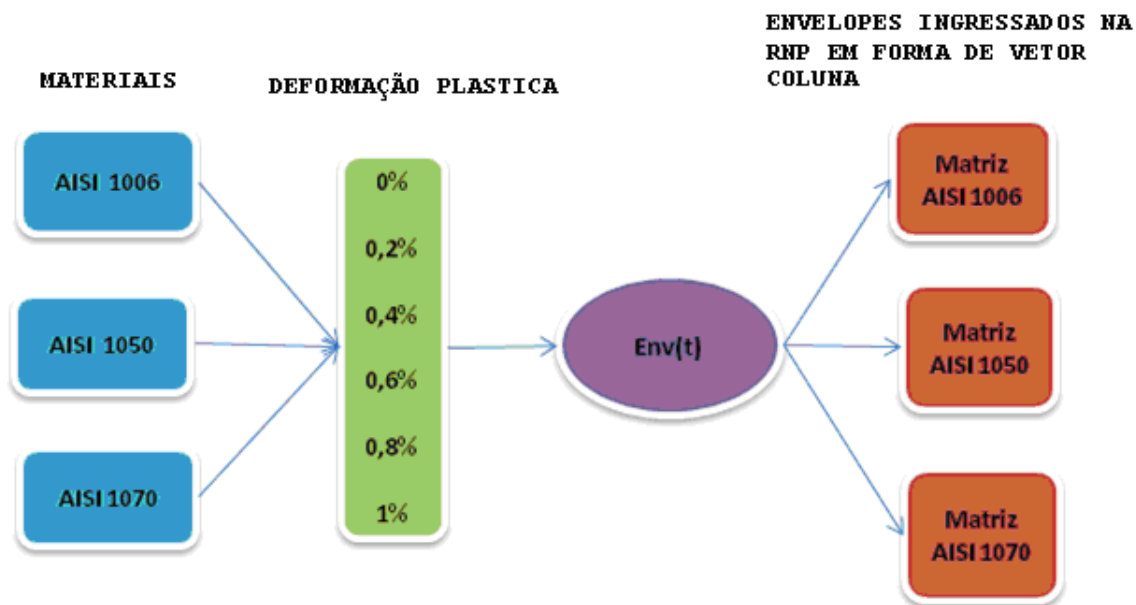 MATERIAIS
DEFORMAÇÃO PLASTICA
ENVELOPES INGRESSADOS NA
RNP EM FORMA DE VETOR
COLUNA
AISI 1006
AISI 1050
AISI 1070
0%
0,2%
0,4%
0,6%
0,8%
1%
Env(t)
Matriz
AISI 1006
Matriz
AISI 1050
Matriz
AISI 1070